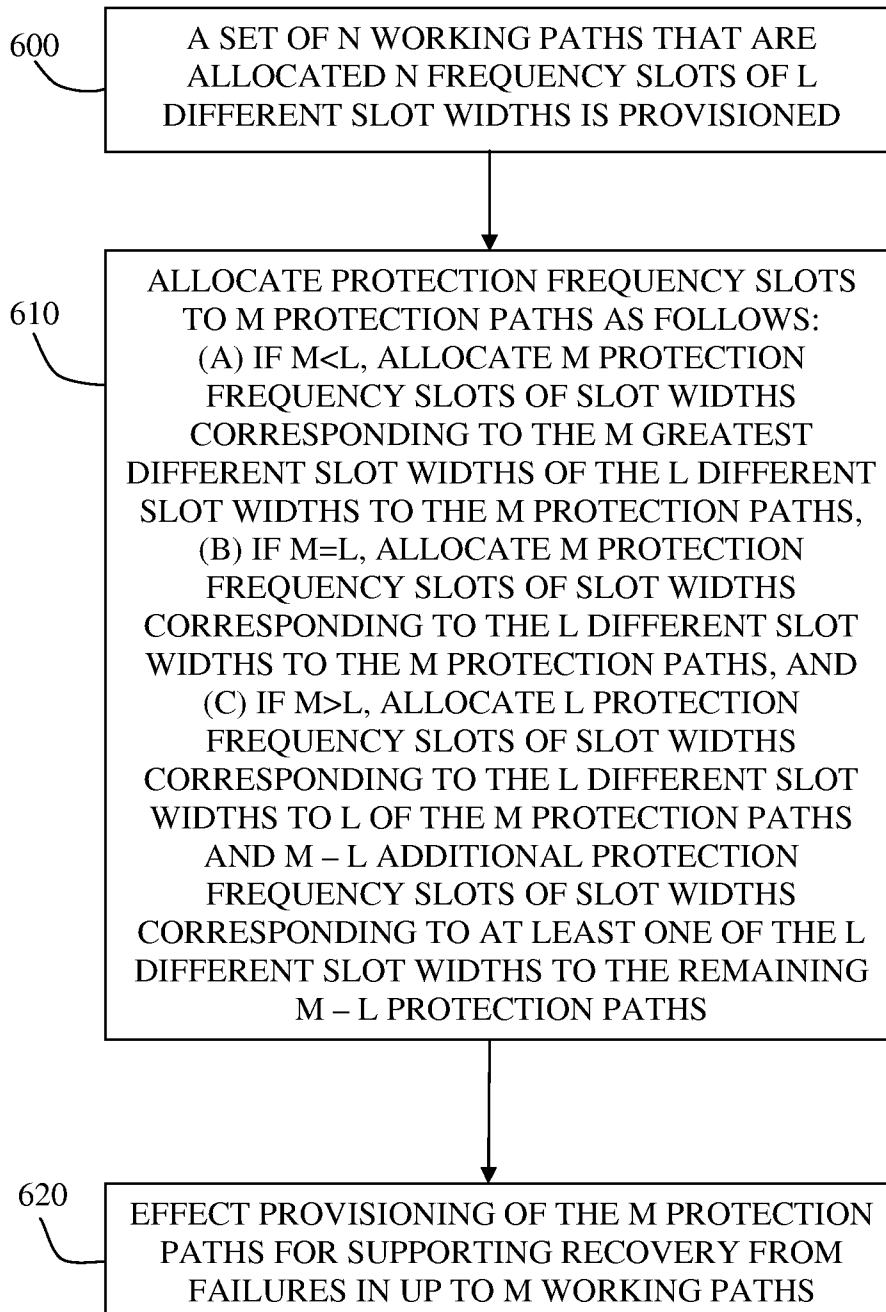 600
A SET OF N WORKING PATHS THAT ARE
ALLOCATED N FREQUENCY SLOTS OF L
DIFFERENT SLOT WIDTHS IS PROVISIONED
610
ALLOCATE PROTECTION FREQUENCY SLOTS
TO M PROTECTION PATHS AS FOLLOWS:
(A) IF M<L, ALLOCATE M PROTECTION
FREQUENCY SLOTS OF SLOT WIDTHS
CORRESPONDING TO THE M GREATEST
DIFFERENT SLOT WIDTHS OF THE L DIFFERENT
SLOT WIDTHS TO THE M PROTECTION PATHS,
(B) IF M=L, ALLOCATE M PROTECTION
FREQUENCY SLOTS OF SLOT WIDTHS
CORRESPONDING TO THE L DIFFERENT SLOT
WIDTHS TO THE M PROTECTION PATHS, AND
(C) IF M>L, ALLOCATE L PROTECTION
FREQUENCY SLOTS OF SLOT WIDTHS
CORRESPONDING TO THE L DIFFERENT SLOT
WIDTHS TO L OF THE M PROTECTION PATHS
AND M – L ADDITIONAL PROTECTION
FREQUENCY SLOTS OF SLOT WIDTHS
CORRESPONDING TO AT LEAST ONE OF THE L
DIFFERENT SLOT WIDTHS TO THE REMAINING
M – L PROTECTION PATHS
620
EFFECT PROVISIONING OF THE M PROTECTION
PATHS FOR SUPPORTING RECOVERY FROM
FAILURES IN UP TO M WORKING PATHS